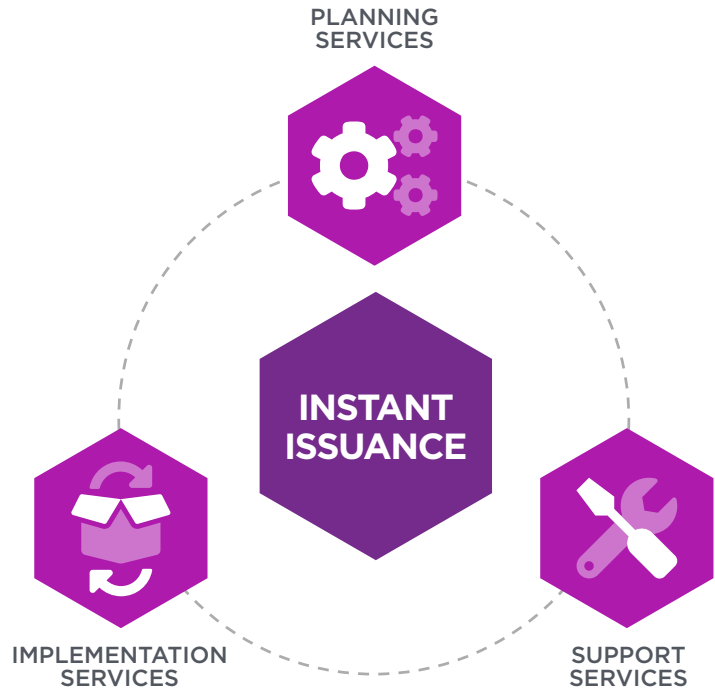 PLANNING
SERVICES
INSTANT
ISSUANCE
IMPLEMENTATION
SERVICES
SUPPORT
SERVICES